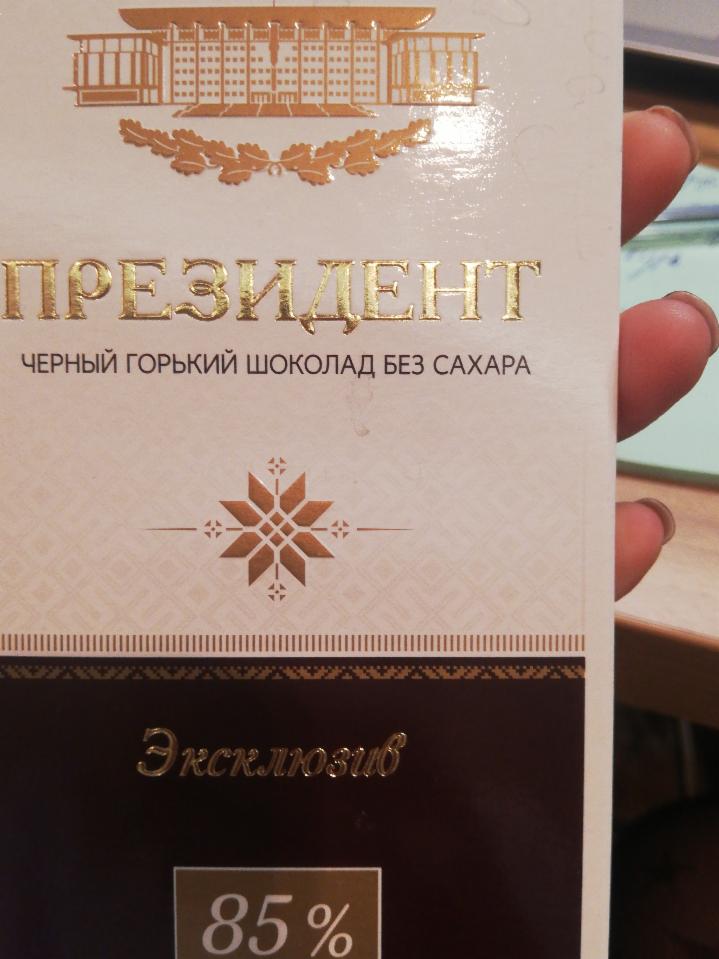 ПРЕЗИДЕНТ
ЧЕРНЫЙ ГОРЬКИЙ ШОКОЛАД БЕЗ САХАРА
Эксклюзив
85%